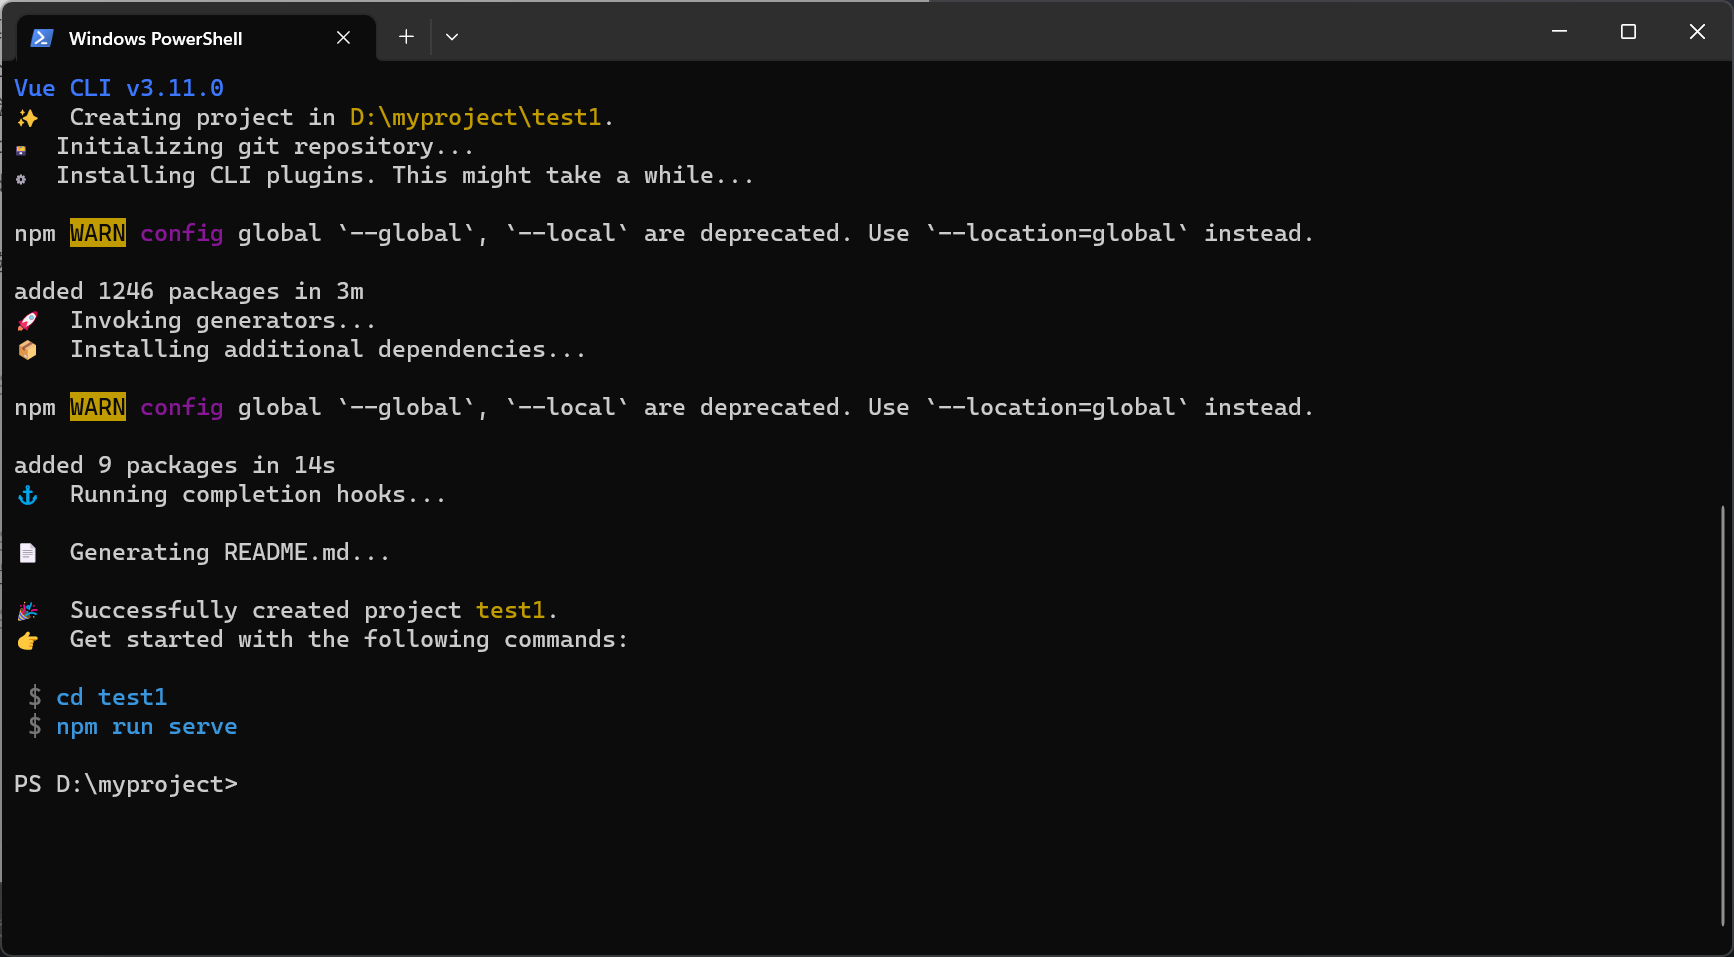 Windows PowerShell
Vue CLI v3.11.0
✨ Creating project in D:\myproject\test1.
Initializing git repository...
⚙ Installing CLI plugins. This might take a while...
npm WARN config global `--global`, `--local` are deprecated. Use `--location=global` instead.
added 1246 packages in 3m
🚀 Invoking generators...
📦 Installing additional dependencies...
npm WARN config global `--global`, `--local` are deprecated. Use `--location=global` instead.
added 9 packages in 14s
⚓ Running completion hooks...
📄 Generating README.md...
🎉 Successfully created project test1.
👉 Get started with the following commands:
$ cd test1
$ npm run serve
PS D:\myproject>